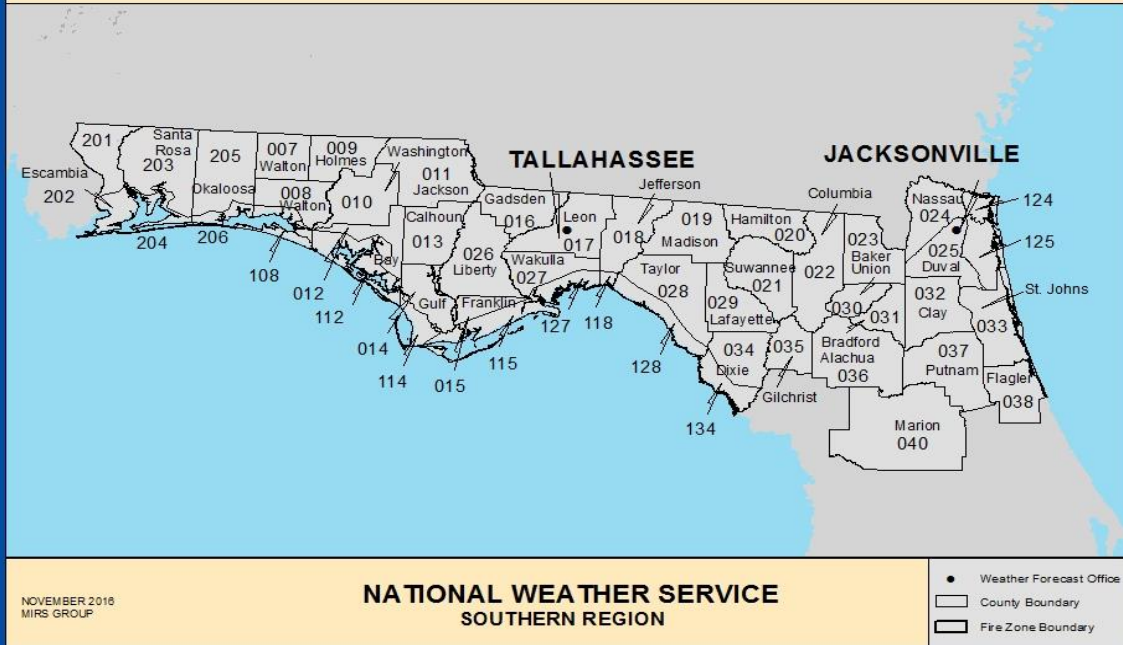 TALLAHASSEE
JACKSONVILLE
201
Santa
Rosa
203
205
007
Walton
009
Holmes
Washington
011
Jackson
Escambia
202
Okaloosa
008
Walton
010
Calhoun
013
Gadsden
016
Leon
017
Jefferson
018
019
Madison
Hamilton
020
Columbia
Nassau
024
124
204
206
108
012
112
Bay
026
Liberty
Wakulla
027
Taylor
028
Suwannee
021
022
023
Baker
Union
025
Duval
125
St. Johns
014
Gulf
Franklin
114
015
115
127
118
128
029
Lafayette
030
031
032
Clay
033
034
Dixie
134
035
Gilchrist
Bradford
Alachua
036
037
Putnam
Flagler
038
Marion
040
NOVEMBER 2016
MIRS GROUP
NATIONAL WEATHER SERVICE
SOUTHERN REGION
Weather Forecast Office
County Boundary
Fire Zone Boundary